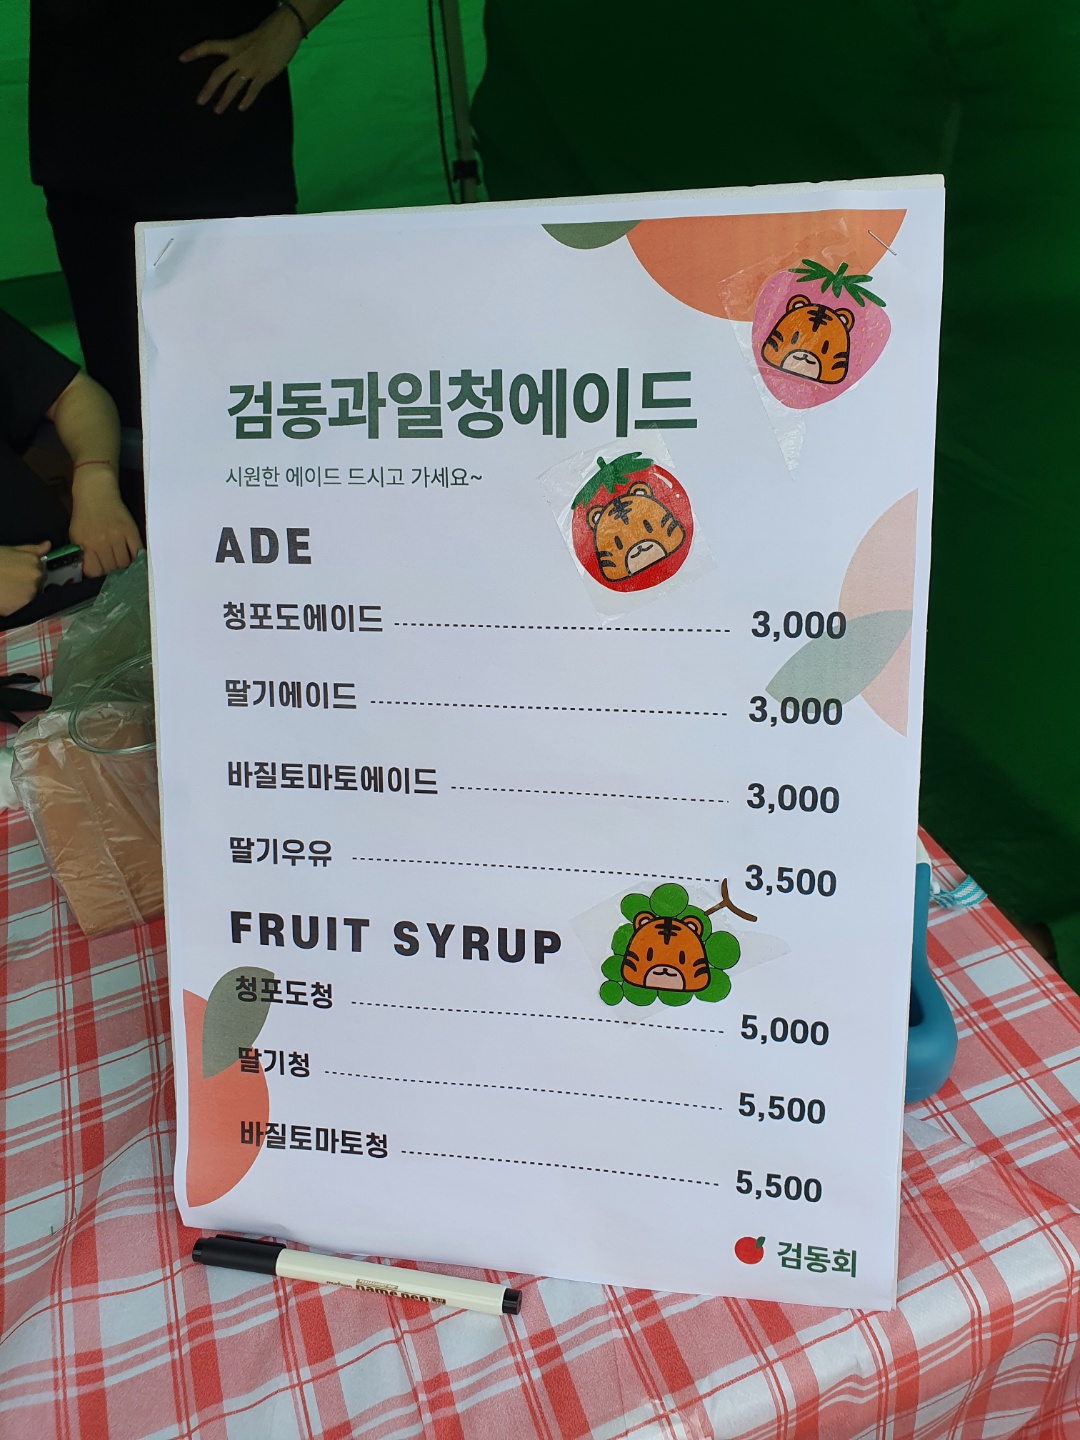 검동과일청에이드
시원한 에이드 드시고 가세요~
ADE
청포도에이드 3,000
딸기에이드 3,000
바질토마토에이드 3,000
딸기우유 3,500
FRUIT SYRUP
청포도청 5,000
딸기청 5,500
바질토마토청 5,500
검동회
name pen